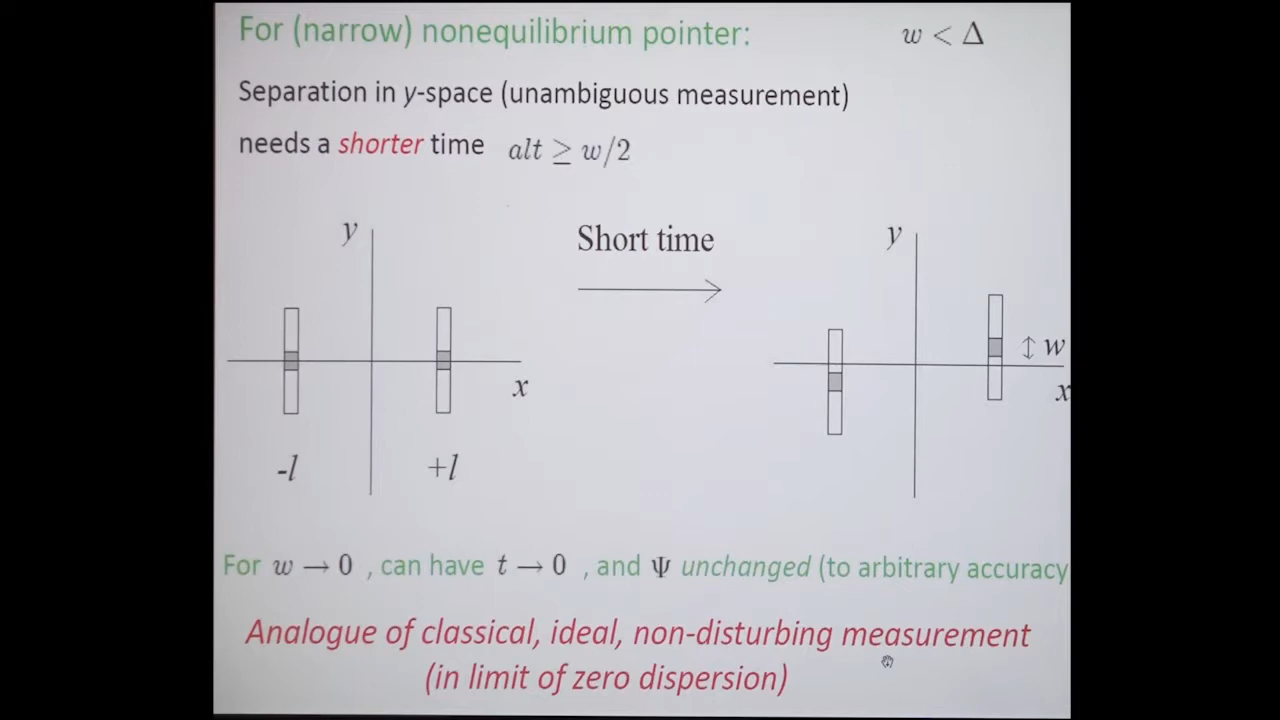 For (narrow) nonequilibrium pointer: w < Δ
Separation in y-space (unambiguous measurement)
needs a shorter time alt ≥ w/2
y
Short time
y
w
x
x
-l
+l
For w → 0 , can have t → 0 , and Ψ unchanged (to arbitrary accuracy
Analogue of classical, ideal, non-disturbing measurement
(in limit of zero dispersion)